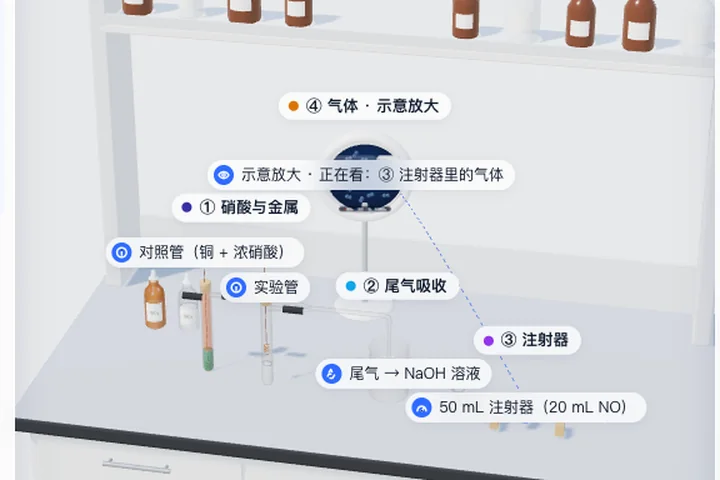 ④ 气体 · 示意放大
示意放大 · 正在看：③ 注射器里的气体
① 硝酸与金属
对照管（铜 + 浓硝酸）
实验管
② 尾气吸收
③ 注射器
尾气 → NaOH 溶液
50 mL 注射器（20 mL NO）